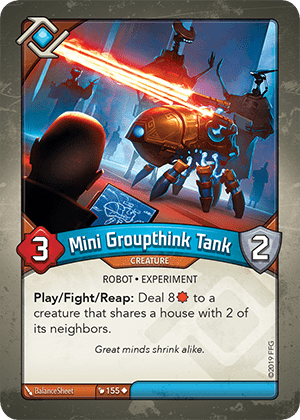 Mini Groupthink Tank
3
CREATURE
2
ROBOT • EXPERIMENT
Play/Fight/Reap: Deal 8 to a
creature that shares a house with 2 of
its neighbors.
Great minds shrink alike.
BalanceSheet
155
©2019 FFG